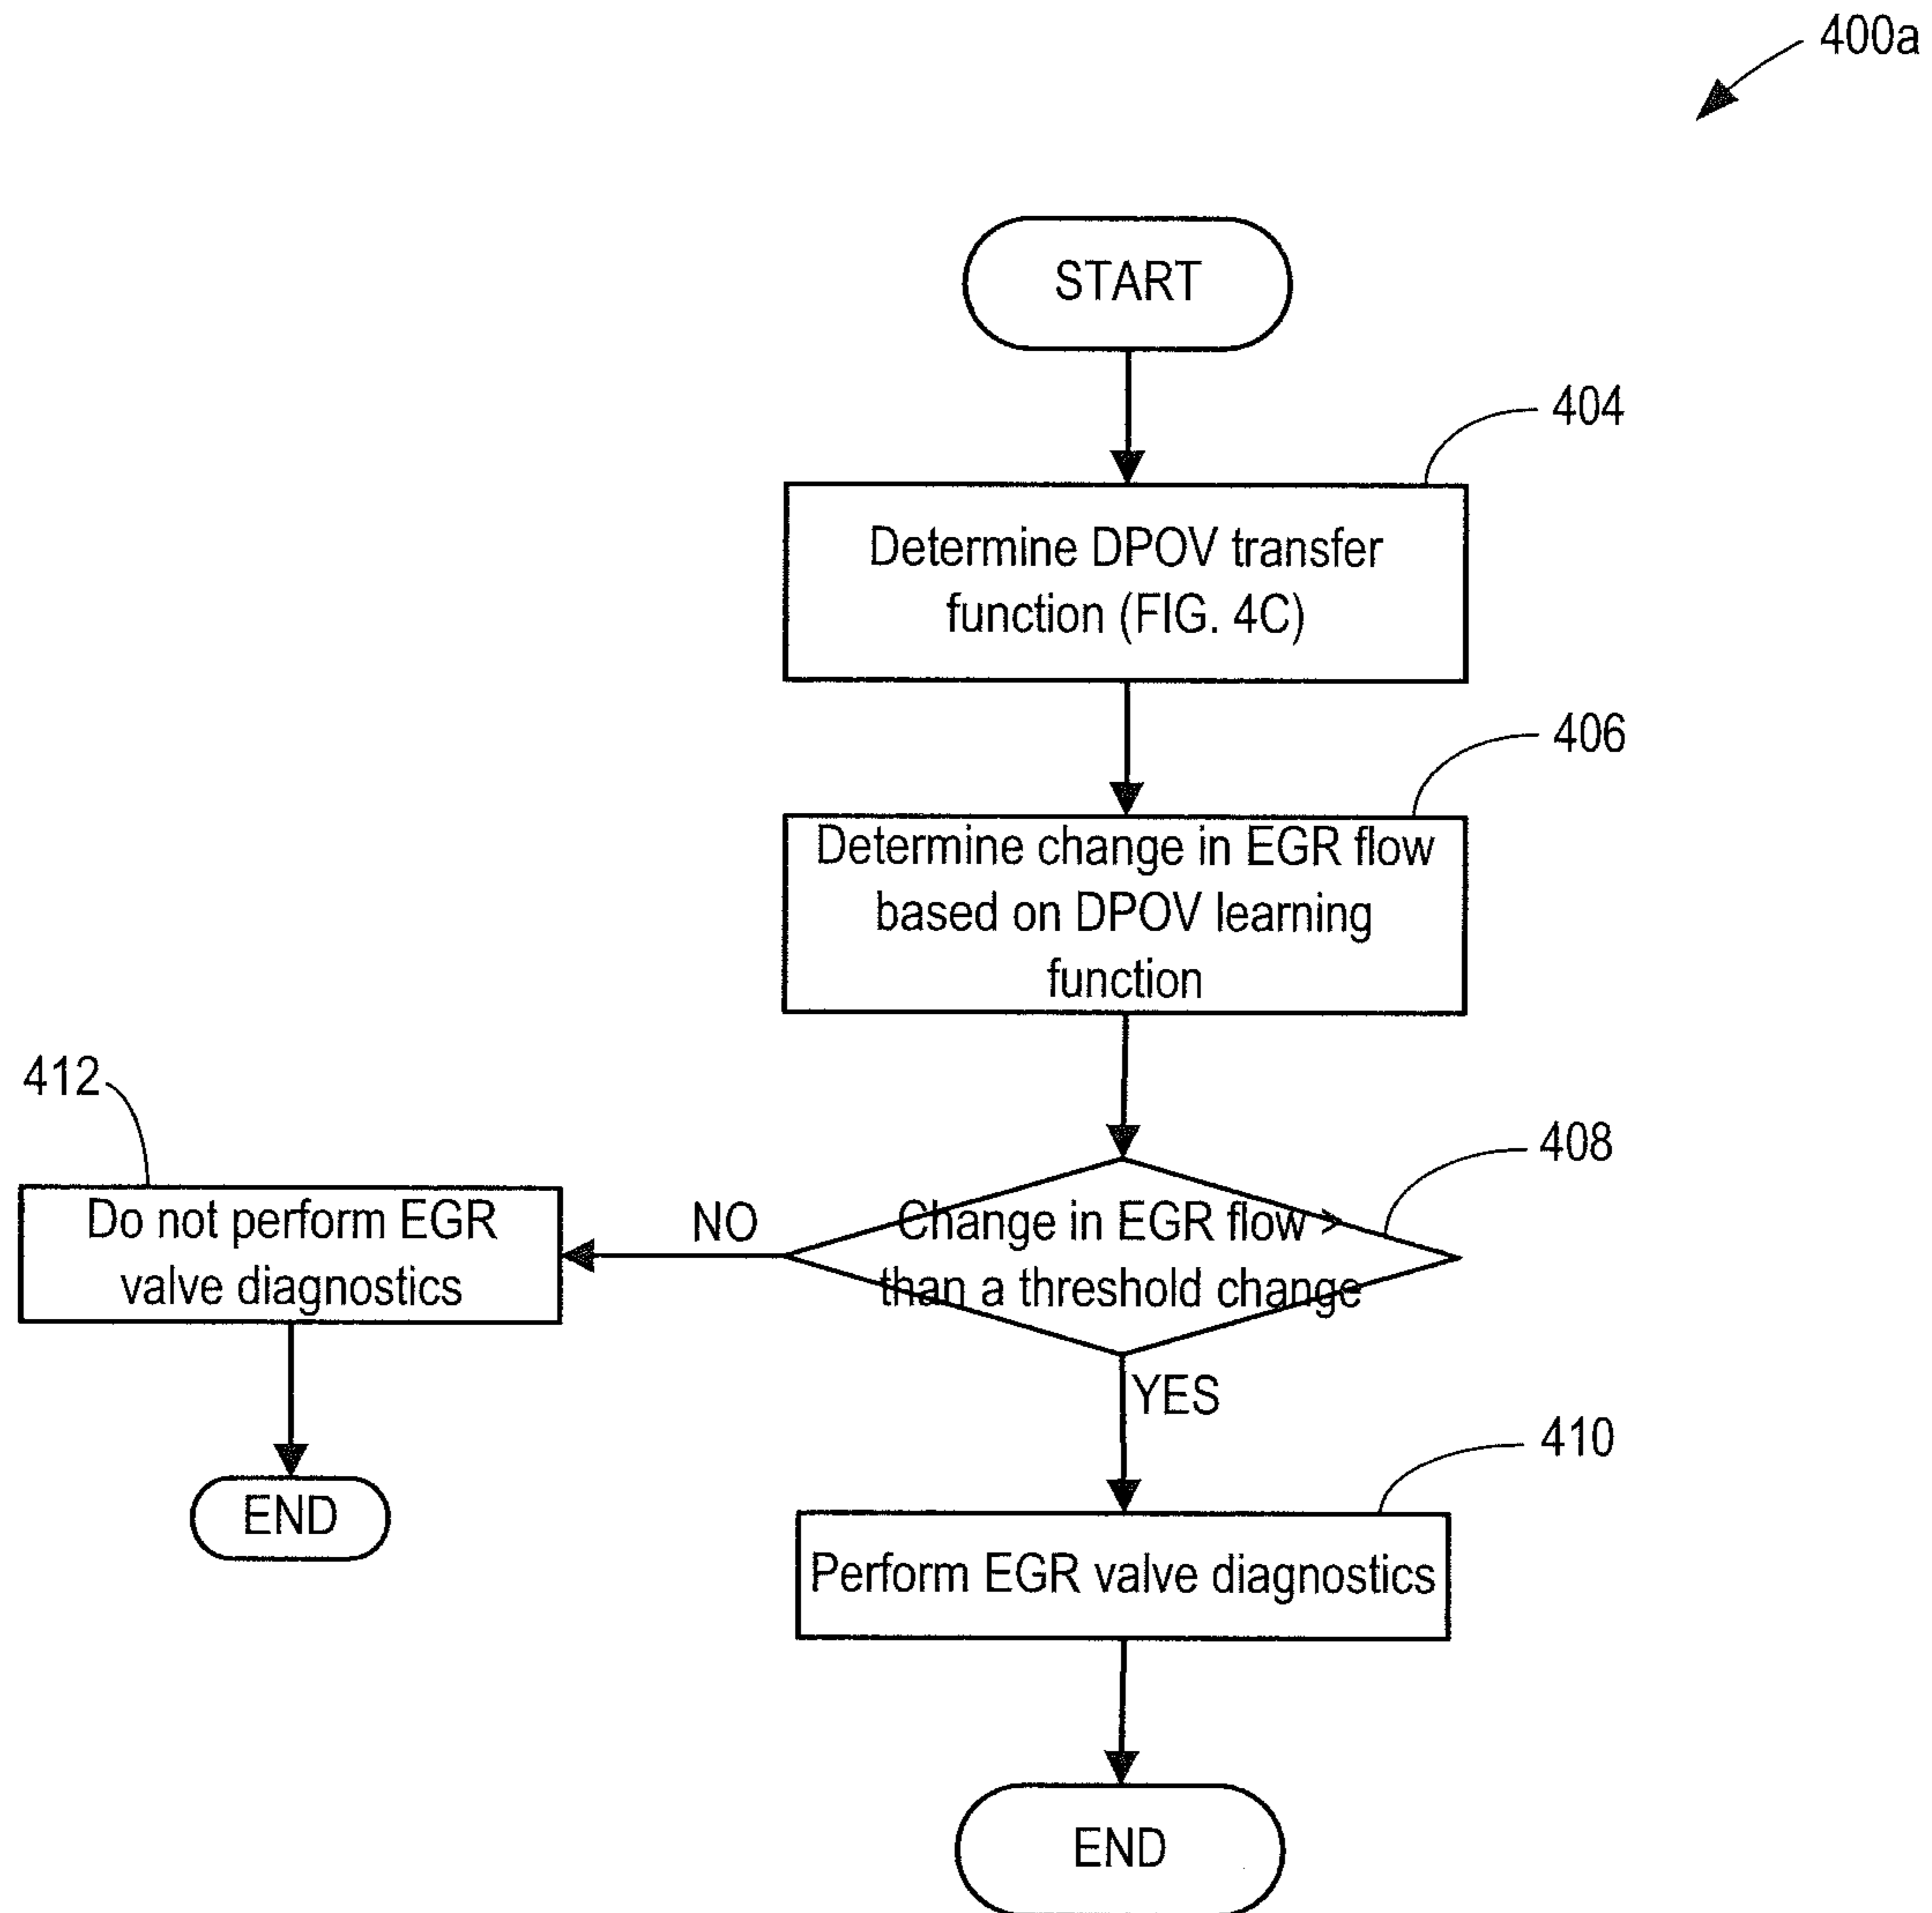 400a
START
404
Determine DPOV transfer
function (FIG. 4C)
406
Determine change in EGR flow
based on DPOV learning
function
412
408
Do not perform EGR
valve diagnostics
NO
Change in EGR flow >
than a threshold change
YES
410
END
Perform EGR valve diagnostics
END